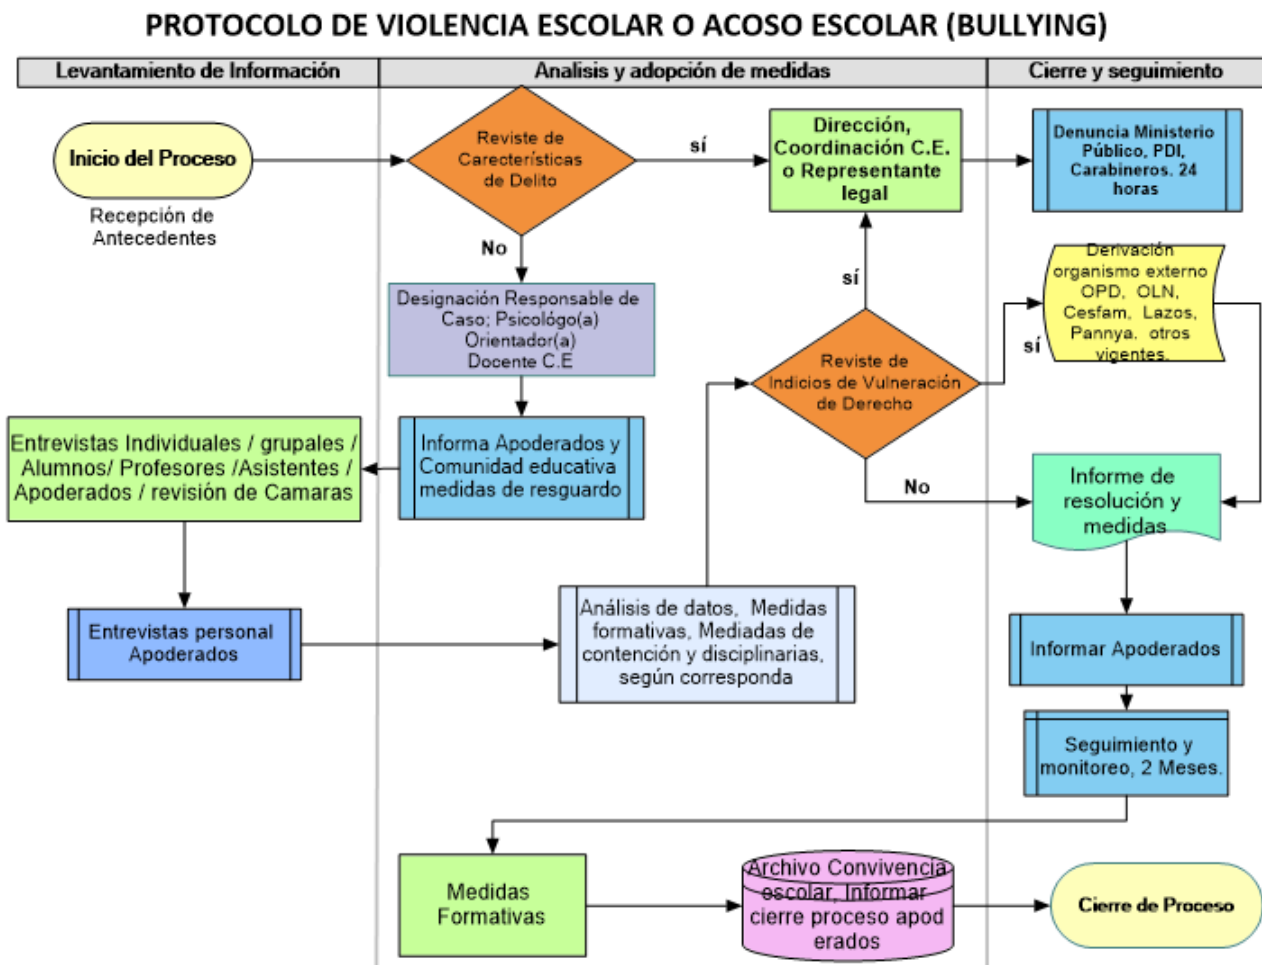 PROTOCOLO DE VIOLENCIA ESCOLAR O ACOSO ESCOLAR (BULLYING)
Levantamiento de Información
Analisis y adopción de medidas
Cierre y seguimiento
Inicio del Proceso
Recepción de
Antecedentes
Reviste de
Carecterísticas
de Delito
sí
No
Dirección,
Coordinación C.E.
o Representante
legal
Denuncia Ministerio
Público, PDI,
Carabineros. 24
horas
Designación Responsable de
Caso; Psicológo(a)
Orientador(a)
Docente C.E
Informa Apoderados y
Comunidad educativa
medidas de resguardo
Entrevistas Individuales / grupales /
Alumnos/ Profesores /Asistentes /
Apoderados / revisión de Camaras
Entrevistas personal
Apoderados
Análisis de datos, Medidas
formativas, Mediadas de
contención y disciplinarias,
según corresponda
Reviste de
Indicios de Vulneración
de Derecho
sí
sí
No
Derivación
organismo externo
OPD, OLN,
Cesfam, Lazos,
Pannya, otros
vigentes.
Informe de
resolución y
medidas
Informar Apoderados
Seguimiento y
monitoreo, 2 Meses.
Medidas
Formativas
Archivo Convivencia
escolar, Informar
cierre proceso apod
erados
Cierre de Proceso